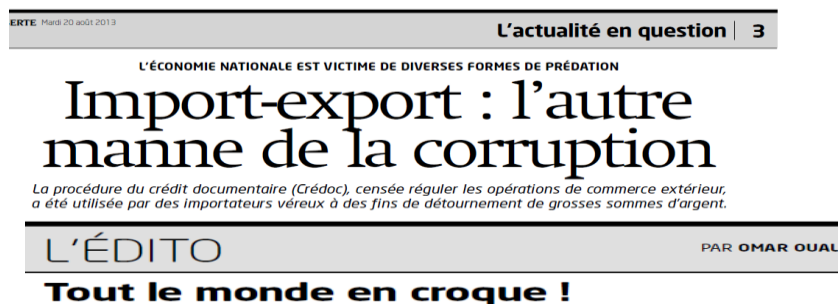 ERTE Mardi 20 août 2013
L'actualité en question | 3
L'ÉCONOMIE NATIONALE EST VICTIME DE DIVERSES FORMES DE PRÉDATION
Import-export : l'autre
manne de la corruption
La procédure du crédit documentaire (Crédoc), censée réguler les opérations de commerce extérieur,
a été utilisée par des importateurs véreux à des fins de détournement de grosses sommes d'argent.
L'ÉDITO
PAR OMAR OUAL
Tout le monde en croque !